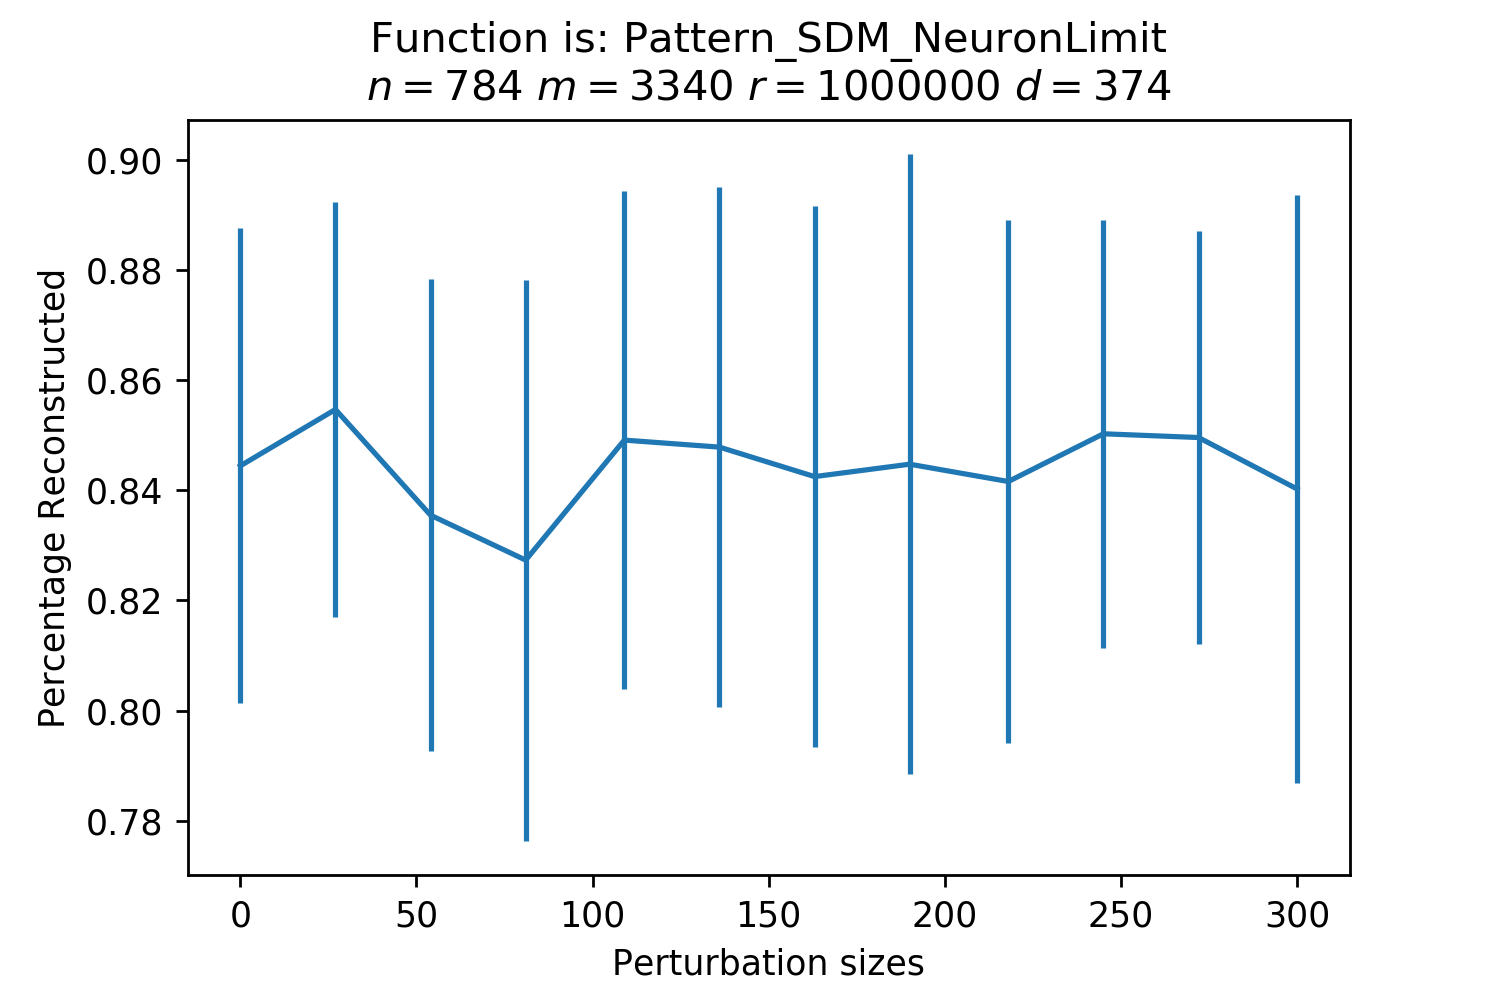 Function is: Pattern_SDM_NeuronLimit
n = 784 m = 3340 r = 1000000 d = 374
0.90
0.88
0.86
0.84
0.82
0.80
0.78
Percentage Reconstructed
0 50 100 150 200 250 300
Perturbation sizes